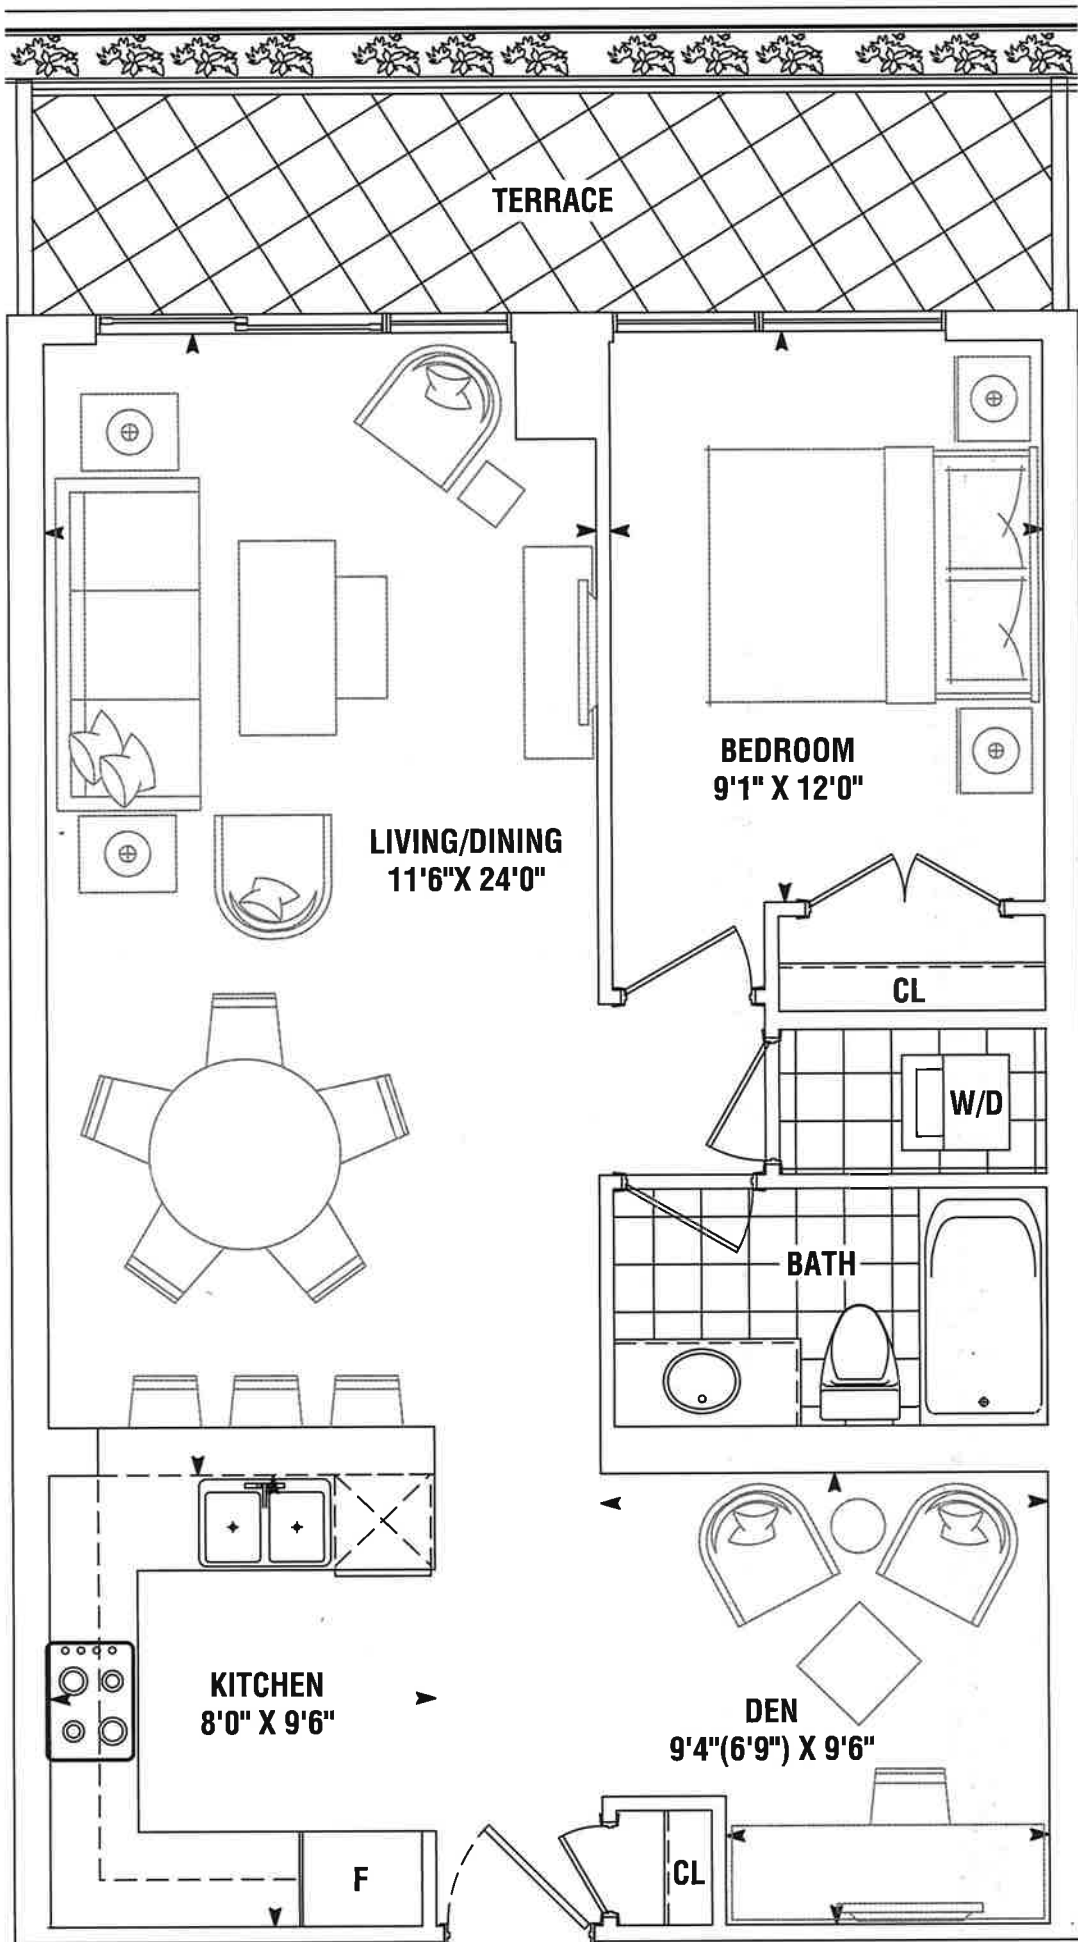 TERRACE
BEDROOM
9'1" X 12'0"
LIVING/DINING
11'6"X 24'0"
CL
W/D
BATH
KITCHEN
8'0" X 9'6"
DEN
9'4"(6'9") X 9'6"
F
CL